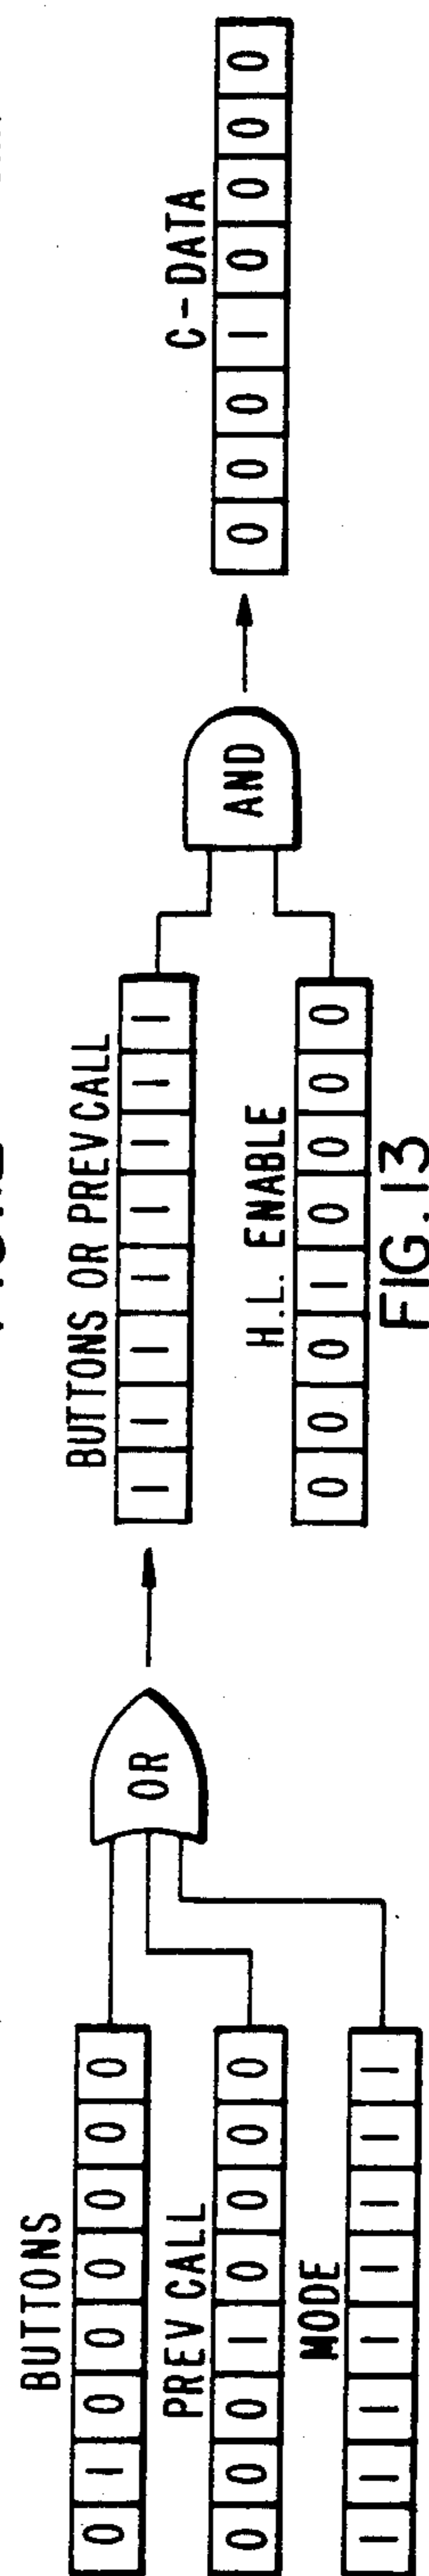 BUTTONS
0 1 0 0 0 0 0 0
PREV CALL
0 0 0 1 0 0 0 0
MODE
1 1 1 1 1 1 1 1
OR
BUTTONS OR PREV CALL
1 1 1 1 1 1 1 1
H.L. ENABLE
0 0 0 1 0 0 0 0
AND
C-DATA
0 0 0 1 0 0 0 0
FIG. 13